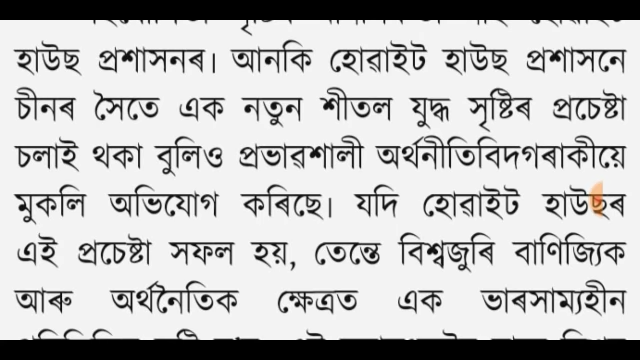 হাউছ প্ৰশাসনৰ। আনকি হোৱাইট হাউছ প্ৰশাসনে
চীনৰ সৈতে এক নতুন শীতল যুদ্ধ সৃষ্টিৰ প্ৰচেষ্টা
চলাই থকা বুলিও প্ৰভাৱশালী অৰ্থনীতিবিদগৰাকীয়ে
মুকলি অভিযোগ কৰিছে। যদি হোৱাইট হাউছৰ
এই প্ৰচেষ্টা সফল হয়, তেন্তে বিশ্বজুৰি বাণিজ্যিক
আৰু অৰ্থনৈতিক ক্ষেত্ৰত এক ভাৰসাম্যহীন